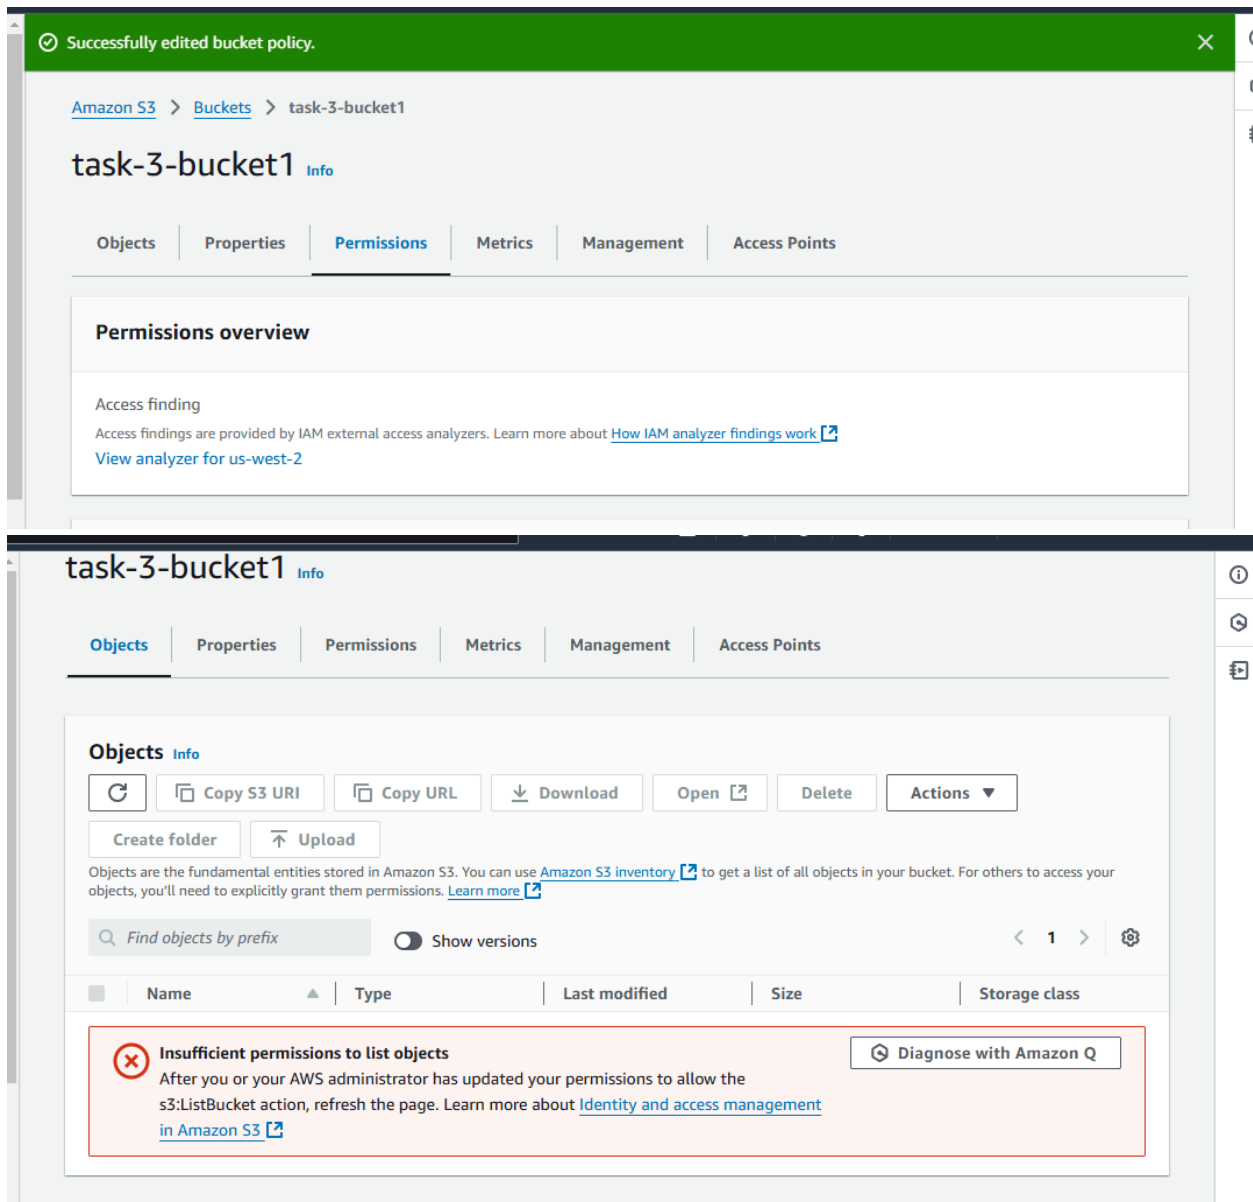 Successfully edited bucket policy.
Amazon S3 > Buckets > task-3-bucket1
task-3-bucket1 Info
Objects Properties Permissions Metrics Management Access Points
Permissions overview
Access finding
Access findings are provided by IAM external access analyzers. Learn more about How IAM analyzer findings work
View analyzer for us-west-2
task-3-bucket1 Info
Objects Properties Permissions Metrics Management Access Points
Objects Info
Copy S3 URI Copy URL Download Open Delete Actions
Create folder Upload
Objects are the fundamental entities stored in Amazon S3. You can use Amazon S3 inventory to get a list of all objects in your bucket. For others to access your
objects, you'll need to explicitly grant them permissions. Learn more
Find objects by prefix Show versions < 1 >
Name Type Last modified Size Storage class
Insufficient permissions to list objects Diagnose with Amazon Q
After you or your AWS administrator has updated your permissions to allow the
s3:ListBucket action, refresh the page. Learn more about Identity and access management
in Amazon S3